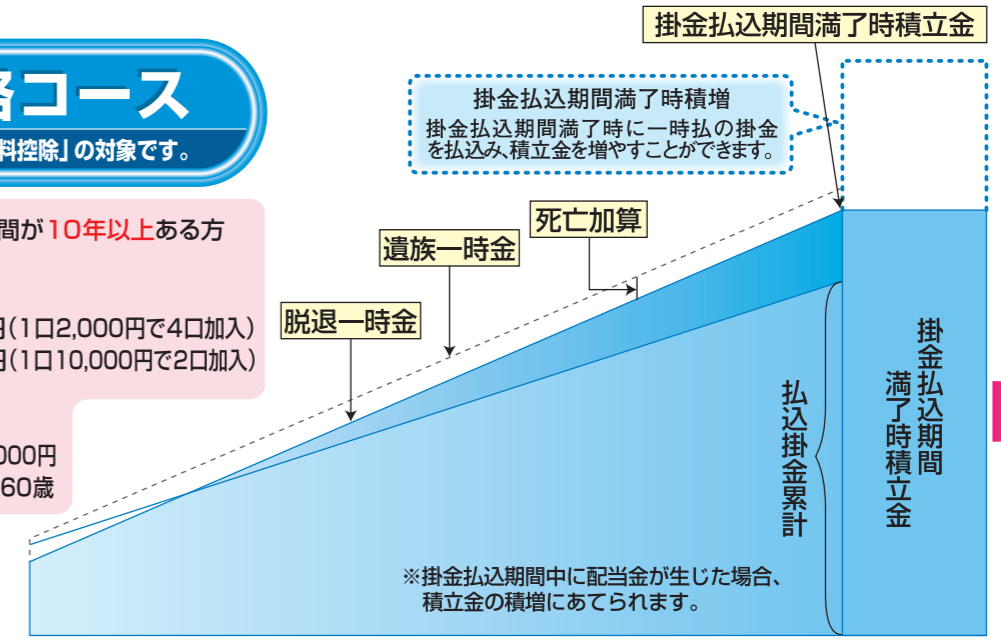 掛金払込期間満了時積立金
格コース
料控除」の対象です。
掛金払込期間満了時積増
掛金払込期間満了時に一時払の掛金
を払込み、積立金を増やすことができます。
間が10年以上ある方
死亡加算
遺族一時金
脱退一時金
円(1口2,000円で4口加入)
円(1口10,000円で2口加入)
000円
60歳
払込掛金累計
掛金払込期間
満了時積立金
※掛金払込期間中に配当金が生じた場合、
積立金の積増にあてられます。